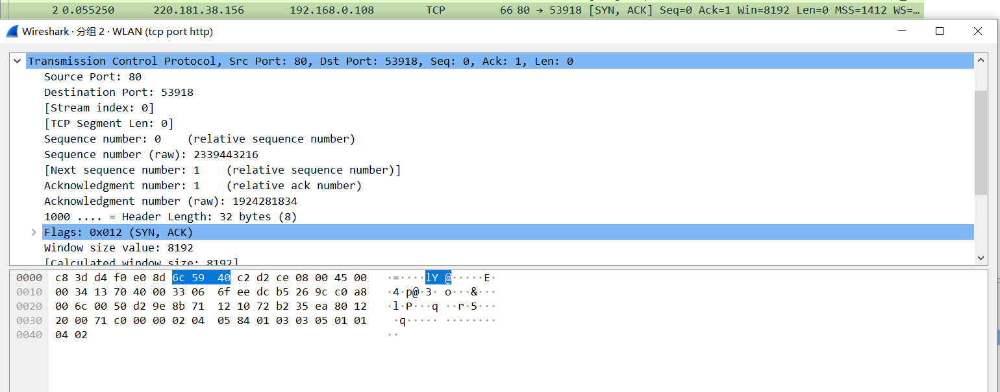 2 0.055250 220.181.38.156 192.168.0.108 TCP 66 80 → 53918 [SYN, ACK] Seq=0 Ack=1 Win=8192 Len=0 MSS=1412 WS=…
Wireshark · 分组 2 · WLAN (tcp port http)
Transmission Control Protocol, Src Port: 80, Dst Port: 53918, Seq: 0, Ack: 1, Len: 0
Source Port: 80
Destination Port: 53918
[Stream index: 0]
[TCP Segment Len: 0]
Sequence number: 0    (relative sequence number)
Sequence number (raw): 2339443216
[Next sequence number: 1    (relative sequence number)]
Acknowledgment number: 1    (relative ack number)
Acknowledgment number (raw): 1924281834
1000 .... = Header Length: 32 bytes (8)
Flags: 0x012 (SYN, ACK)
Window size value: 8192
[Calculated window size: 8192]
0000 c8 3d d4 f0 e0 8d 6c 59 40 c2 d2 ce 08 00 45 00 ·=····lY @·····E·
0010 00 34 13 70 40 00 33 06 6f ee dc b5 26 9c c0 a8 ·4·p@·3· o···&···
0020 00 6c 00 50 d2 9e 8b 71 12 10 72 b2 35 ea 80 12 ·l·P···q ··r·5···
0030 20 00 71 c0 00 00 02 04 05 84 01 03 03 05 01 01 ·q····· ········
0040 04 02 ··